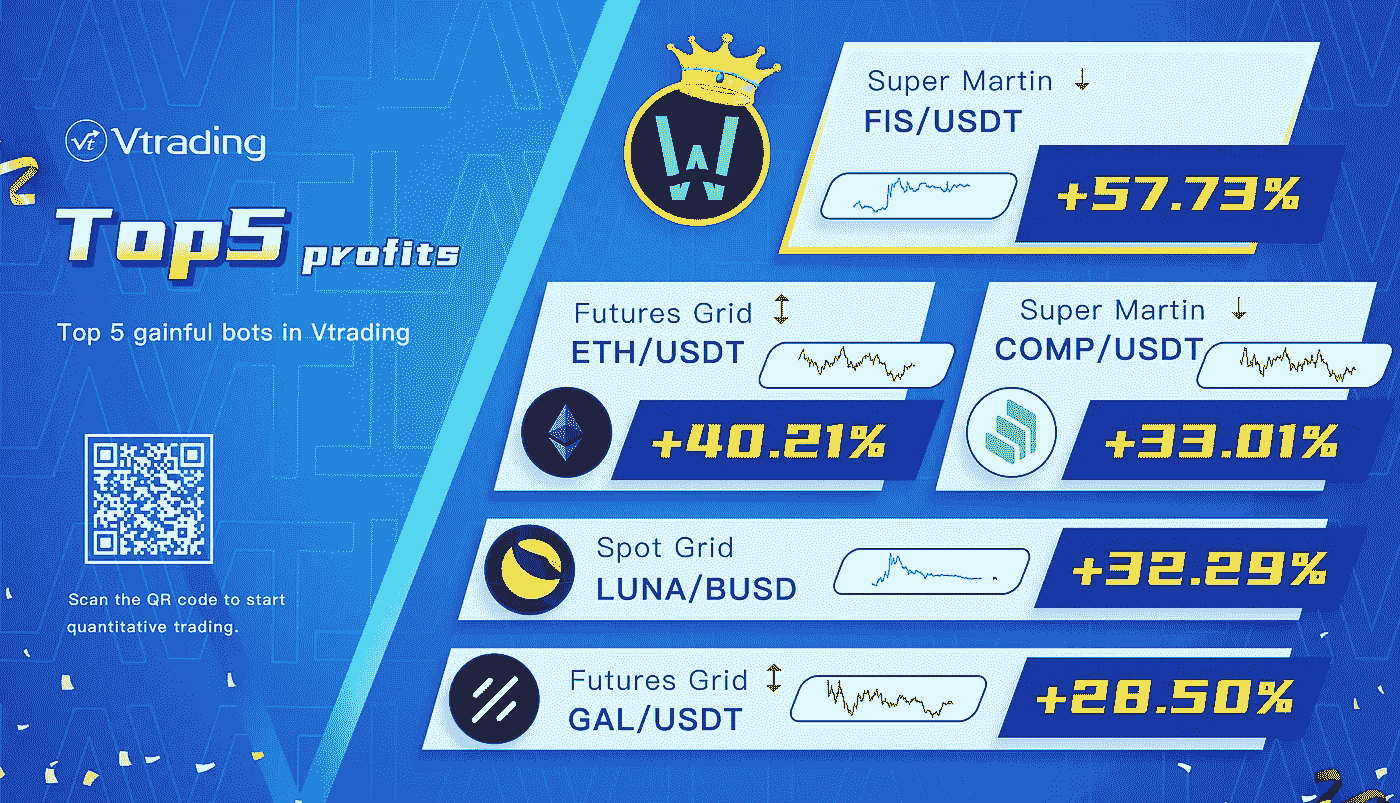 Vt Vtrading
Top5 profits
Top 5 gainful bots in Vtrading
Scan the QR code to start
quantitative trading.
Super Martin ↓
FIS/USDT
+57.73%
Futures Grid ↕
ETH/USDT
+40.21%
Super Martin ↓
COMP/USDT
+33.01%
Spot Grid
LUNA/BUSD
+32.29%
Futures Grid ↕
GAL/USDT
+28.50%